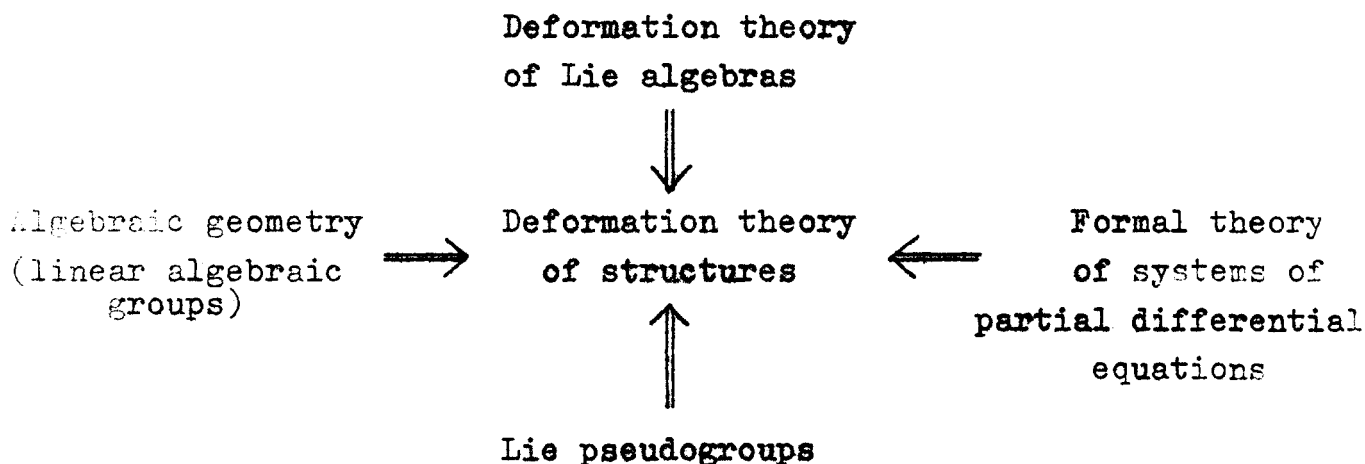 Deformation theory
of Lie algebras
Algebraic geometry
(linear algebraic
groups)
Deformation theory
of structures
Formal theory
of systems of
partial differential
equations
Lie pseudogroups